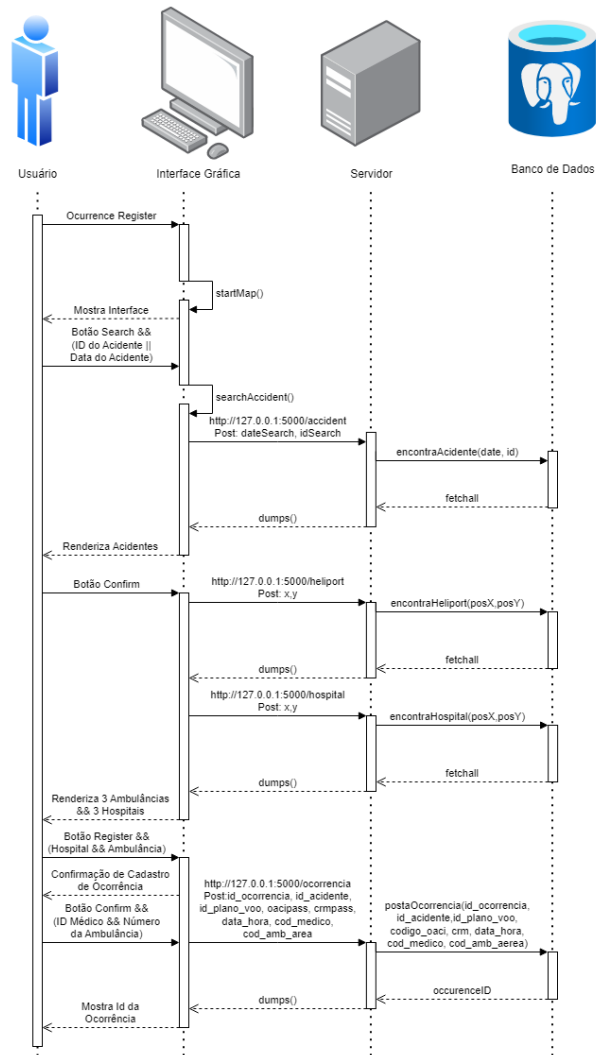 Usuário
Interface Gráfica
Servidor
Banco de Dados
Ocurrence Register
startMap()
Mostra Interface
Botão Search &&
(ID do Acidente ||
Data do Acidente)
searchAccident()
http://127.0.0.1:5000/accident
Post: dateSearch, idSearch
encontraAcidente(date, id)
fetchall
dumps()
Renderiza Acidentes
Botão Confirm
http://127.0.0.1:5000/heliport
Post: x,y
encontraHeliport(posX,posY)
fetchall
dumps()
http://127.0.0.1:5000/hospital
Post: x,y
encontraHospital(posX,posY)
fetchall
dumps()
Renderiza 3 Ambulâncias
&& 3 Hospitais
Botão Register &&
(Hospital && Ambulância)
Confirmação de Cadastro
de Ocorrência
Botão Confirm &&
(ID Médico && Número
da Ambulância)
http://127.0.0.1:5000/ocorrencia
Post:id_ocorrencia, id_acidente,
id_plano_voo, oacipass, crmpass,
data_hora, cod_medico,
cod_amb_area
postaOcorrencia(id_ocorrencia,
id_acidente,id_plano_voo,
codigo_oaci, crm, data_hora,
cod_medico, cod_amb_aerea)
occurenceID
dumps()
Mostra Id da
Ocorrência